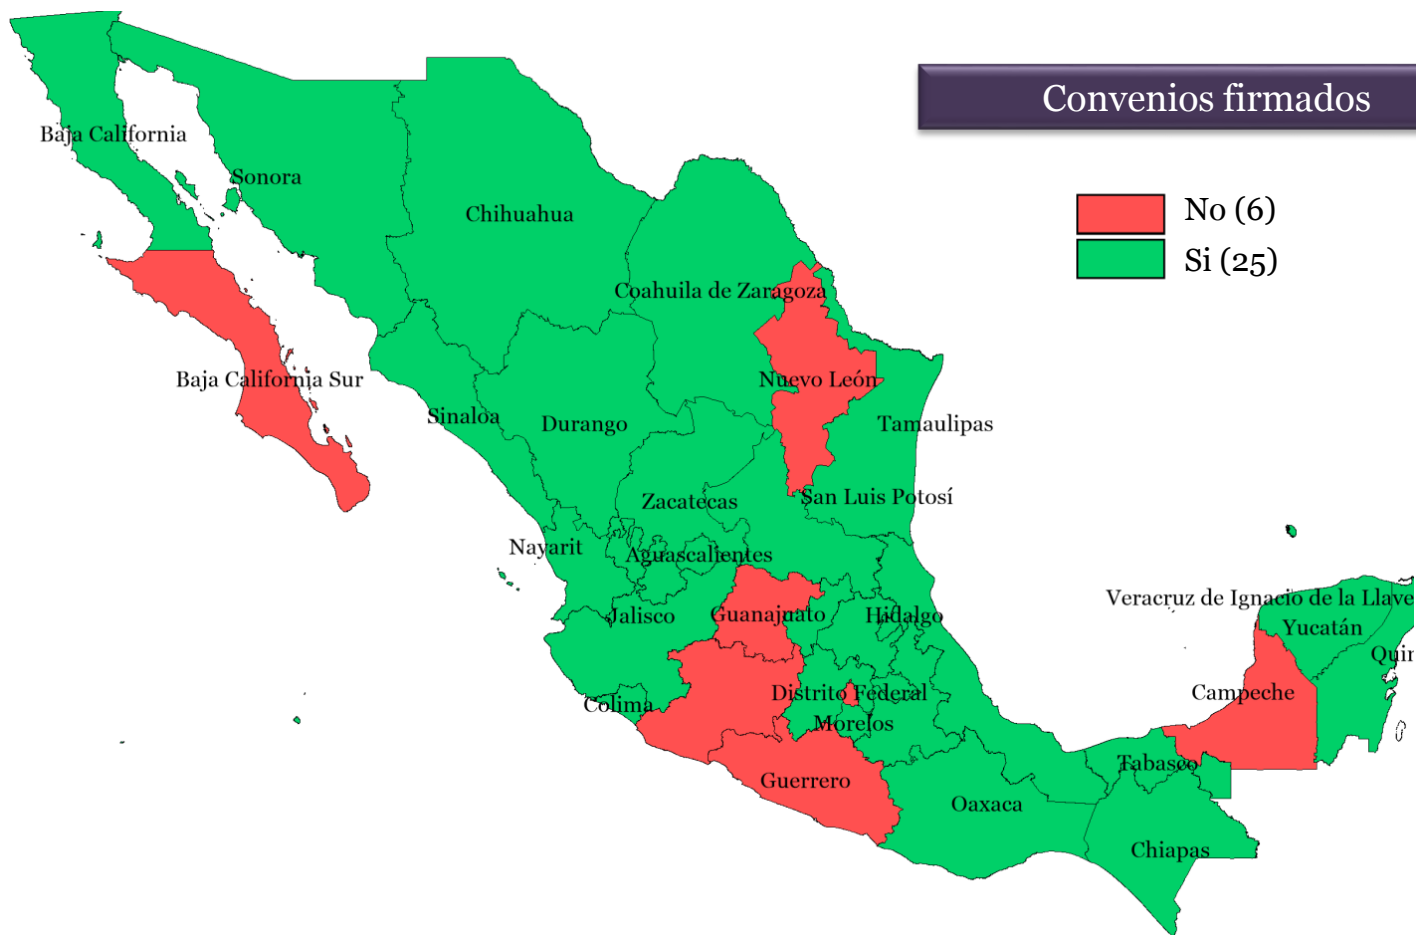 Convenios firmados
No (6)
Si (25)
Baja California
Sonora
Chihuahua
Coahuila de Zaragoza
Baja California Sur
Nuevo León
Sinaloa
Durango
Tamaulipas
Zacatecas
San Luis Potosí
Nayarit
Aguascalientes
Jalisco
Guanajuato
Hidalgo
Veracruz de Ignacio de la Llave
Yucatán
Quin
Colima
Distrito Federal
Campeche
Morelos
Tabasco
Guerrero
Oaxaca
Chiapas